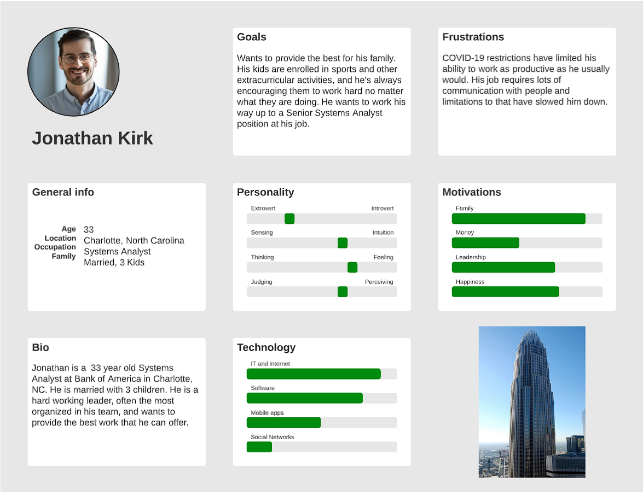 Jonathan Kirk
Goals
Wants to provide the best for his family.
His kids are enrolled in sports and other
extracurricular activities, and he's always
encouraging them to work hard no matter
what they are doing. He wants to work his
way up to a Senior Systems Analyst
position at his job.
Frustrations
COVID-19 restrictions have limited his
ability to work as productive as he usually
would. His job requires lots of
communication with people and
limitations to that have slowed him down.
General info
Age 33
Location Charlotte, North Carolina
Occupation Systems Analyst
Family Married, 3 Kids
Personality
Extrovert Introvert
Sensing Intuition
Thinking Feeling
Judging Perceiving
Motivations
Family
Money
Leadership
Happiness
Bio
Jonathan is a 33 year old Systems
Analyst at Bank of America in Charlotte,
NC. He is married with 3 children. He is a
hard working leader, often the most
organized in his team, and wants to
provide the best work that he can offer.
Technology
IT and Internet
Software
Mobile apps
Social Networks